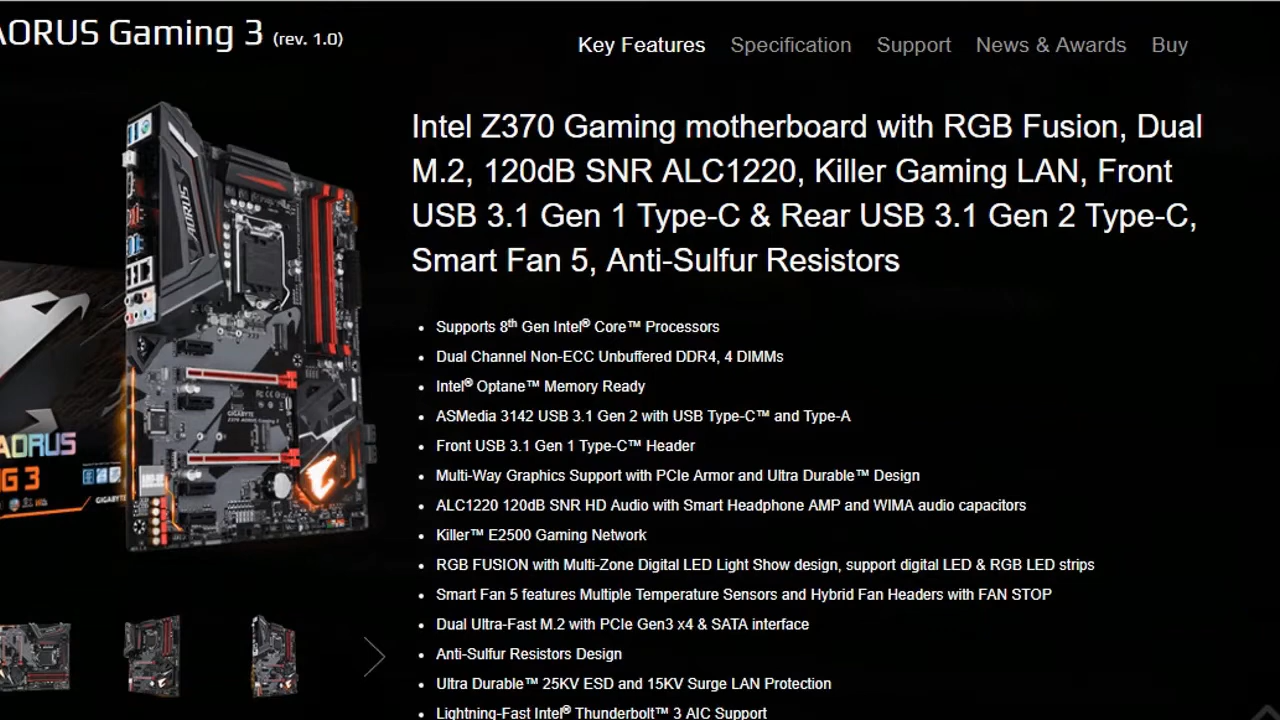 AORUS Gaming 3 (rev. 1.0)
Key Features Specification Support News & Awards Buy
Intel Z370 Gaming motherboard with RGB Fusion, Dual
M.2, 120dB SNR ALC1220, Killer Gaming LAN, Front
USB 3.1 Gen 1 Type-C & Rear USB 3.1 Gen 2 Type-C,
Smart Fan 5, Anti-Sulfur Resistors
• Supports 8th Gen Intel® Core™ Processors
• Dual Channel Non-ECC Unbuffered DDR4, 4 DIMMs
• Intel® Optane™ Memory Ready
• ASMedia 3142 USB 3.1 Gen 2 with USB Type-C™ and Type-A
• Front USB 3.1 Gen 1 Type-C™ Header
• Multi-Way Graphics Support with PCIe Armor and Ultra Durable™ Design
• ALC1220 120dB SNR HD Audio with Smart Headphone AMP and WIMA audio capacitors
• Killer™ E2500 Gaming Network
• RGB FUSION with Multi-Zone Digital LED Light Show design, support digital LED & RGB LED strips
• Smart Fan 5 features Multiple Temperature Sensors and Hybrid Fan Headers with FAN STOP
• Dual Ultra-Fast M.2 with PCIe Gen3 x4 & SATA interface
• Anti-Sulfur Resistors Design
• Ultra Durable™ 25KV ESD and 15KV Surge LAN Protection
• Lightning-Fast Intel® Thunderbolt™ 3 AIC Support
AORUS
GIGABYTE
Z370 AORUS Gaming 3
AORUS
G 3
GIGABYTE